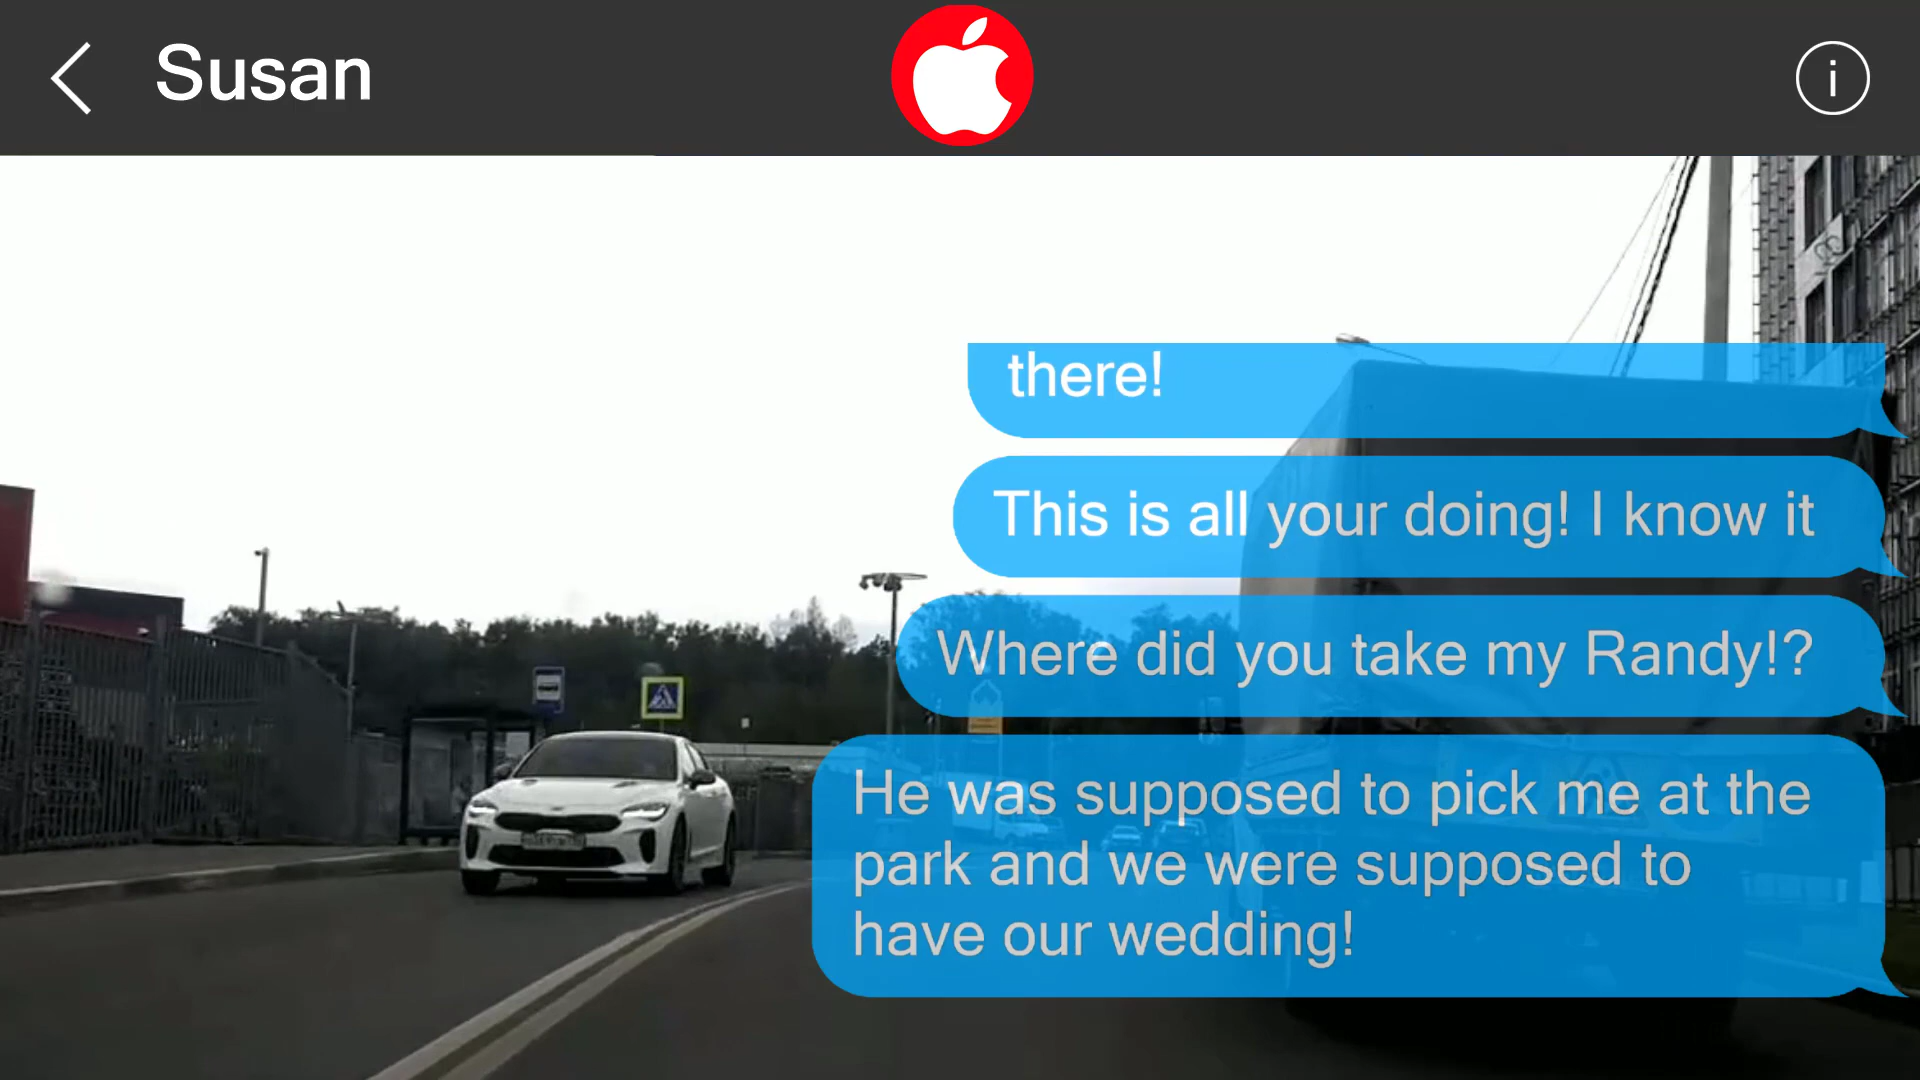 Susan
there!
This is all your doing! I know it
Where did you take my Randy!?
He was supposed to pick me at the
park and we were supposed to
have our wedding!